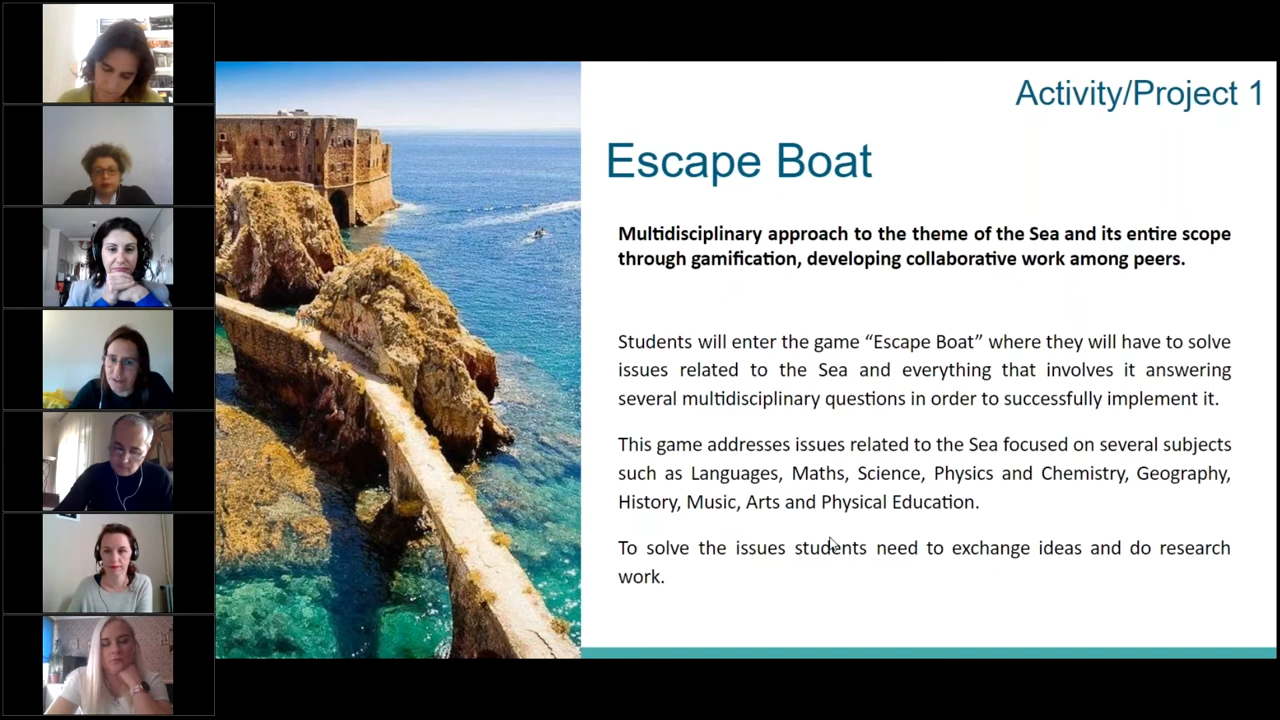 Activity/Project 1
Escape Boat
Multidisciplinary approach to the theme of the Sea and its entire scope
through gamification, developing collaborative work among peers.
Students will enter the game “Escape Boat” where they will have to solve
issues related to the Sea and everything that involves it answering
several multidisciplinary questions in order to successfully implement it.
This game addresses issues related to the Sea focused on several subjects
such as Languages, Maths, Science, Physics and Chemistry, Geography,
History, Music, Arts and Physical Education.
To solve the issues students need to exchange ideas and do research
work.